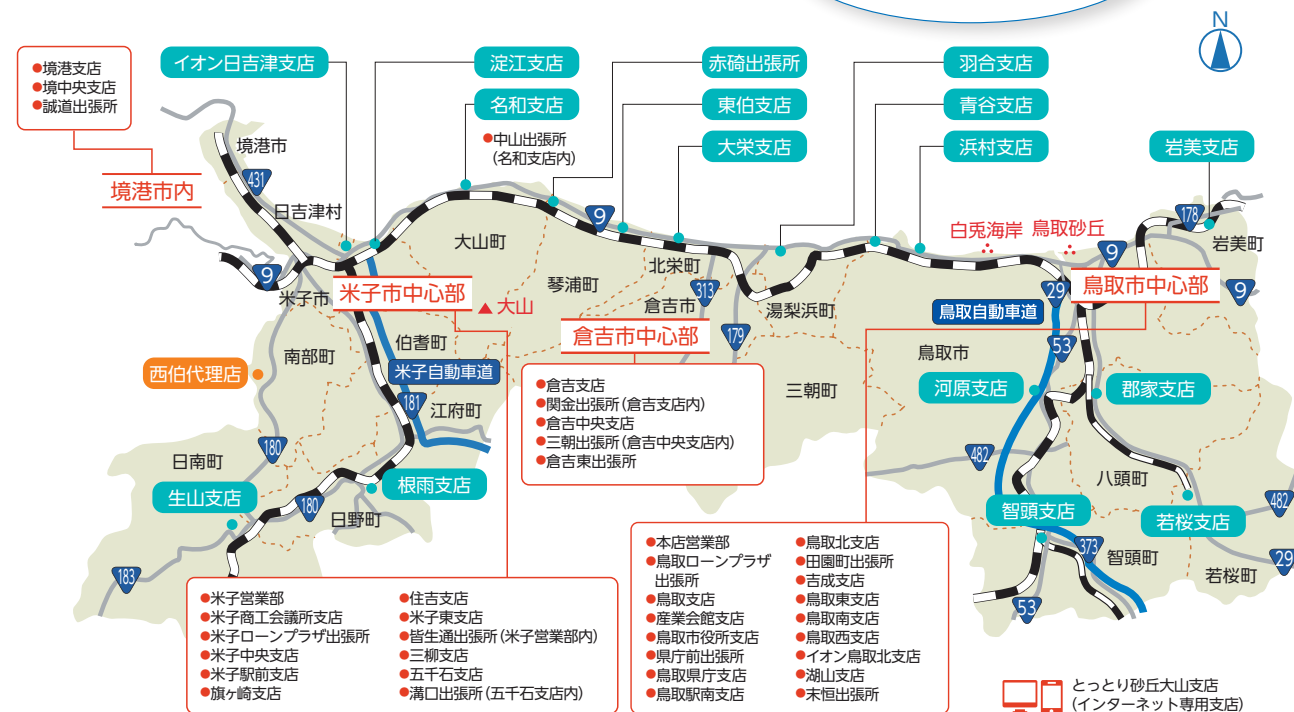 N
●境港支店
●境中央支店
●誠道出張所
境港市内
イオン日吉津支店
淀江支店
名和支店
●中山出張所
(名和支店内)
赤碕出張所
東伯支店
大栄支店
羽合支店
青谷支店
浜村支店
岩美支店
境港市
431
日吉津村
大山町
9
178
岩美町
白兎海岸
鳥取砂丘
9
9
米子市
米子市中心部
▲大山
琴浦町
北栄町
313
倉吉市
湯梨浜町
29
鳥取市中心部
9
鳥取自動車道
倉吉市中心部
179
53
南部町
伯耆町
米子自動車道
鳥取市
西伯代理店
181
江府町
三朝町
河原支店
郡家支店
●倉吉支店
●関金出張所(倉吉支店内)
●倉吉中央支店
●三朝出張所(倉吉中央支店内)
●倉吉東出張所
180
日南町
482
八頭町
生山支店
根雨支店
180
日野町
智頭支店
若桜支店
482
373
智頭町
29
若桜町
183
53
●米子営業部
●米子商工会議所支店
●米子ローンプラザ出張所
●米子中央支店
●米子駅前支店
●旗ヶ崎支店
●住吉支店
●米子東支店
●皆生通出張所(米子営業部内)
●三柳支店
●五千石支店
●溝口出張所(五千石支店内)
●本店営業部
●鳥取ローンプラザ
出張所
●鳥取支店
●産業会館支店
●鳥取市役所支店
●県庁前出張所
●鳥取県庁支店
●鳥取駅南支店
●鳥取北支店
●田園町出張所
●吉成支店
●鳥取東支店
●鳥取南支店
●鳥取西支店
●イオン鳥取北支店
●湖山支店
●末恒出張所
とっとり砂丘大山支店
(インターネット専用支店)